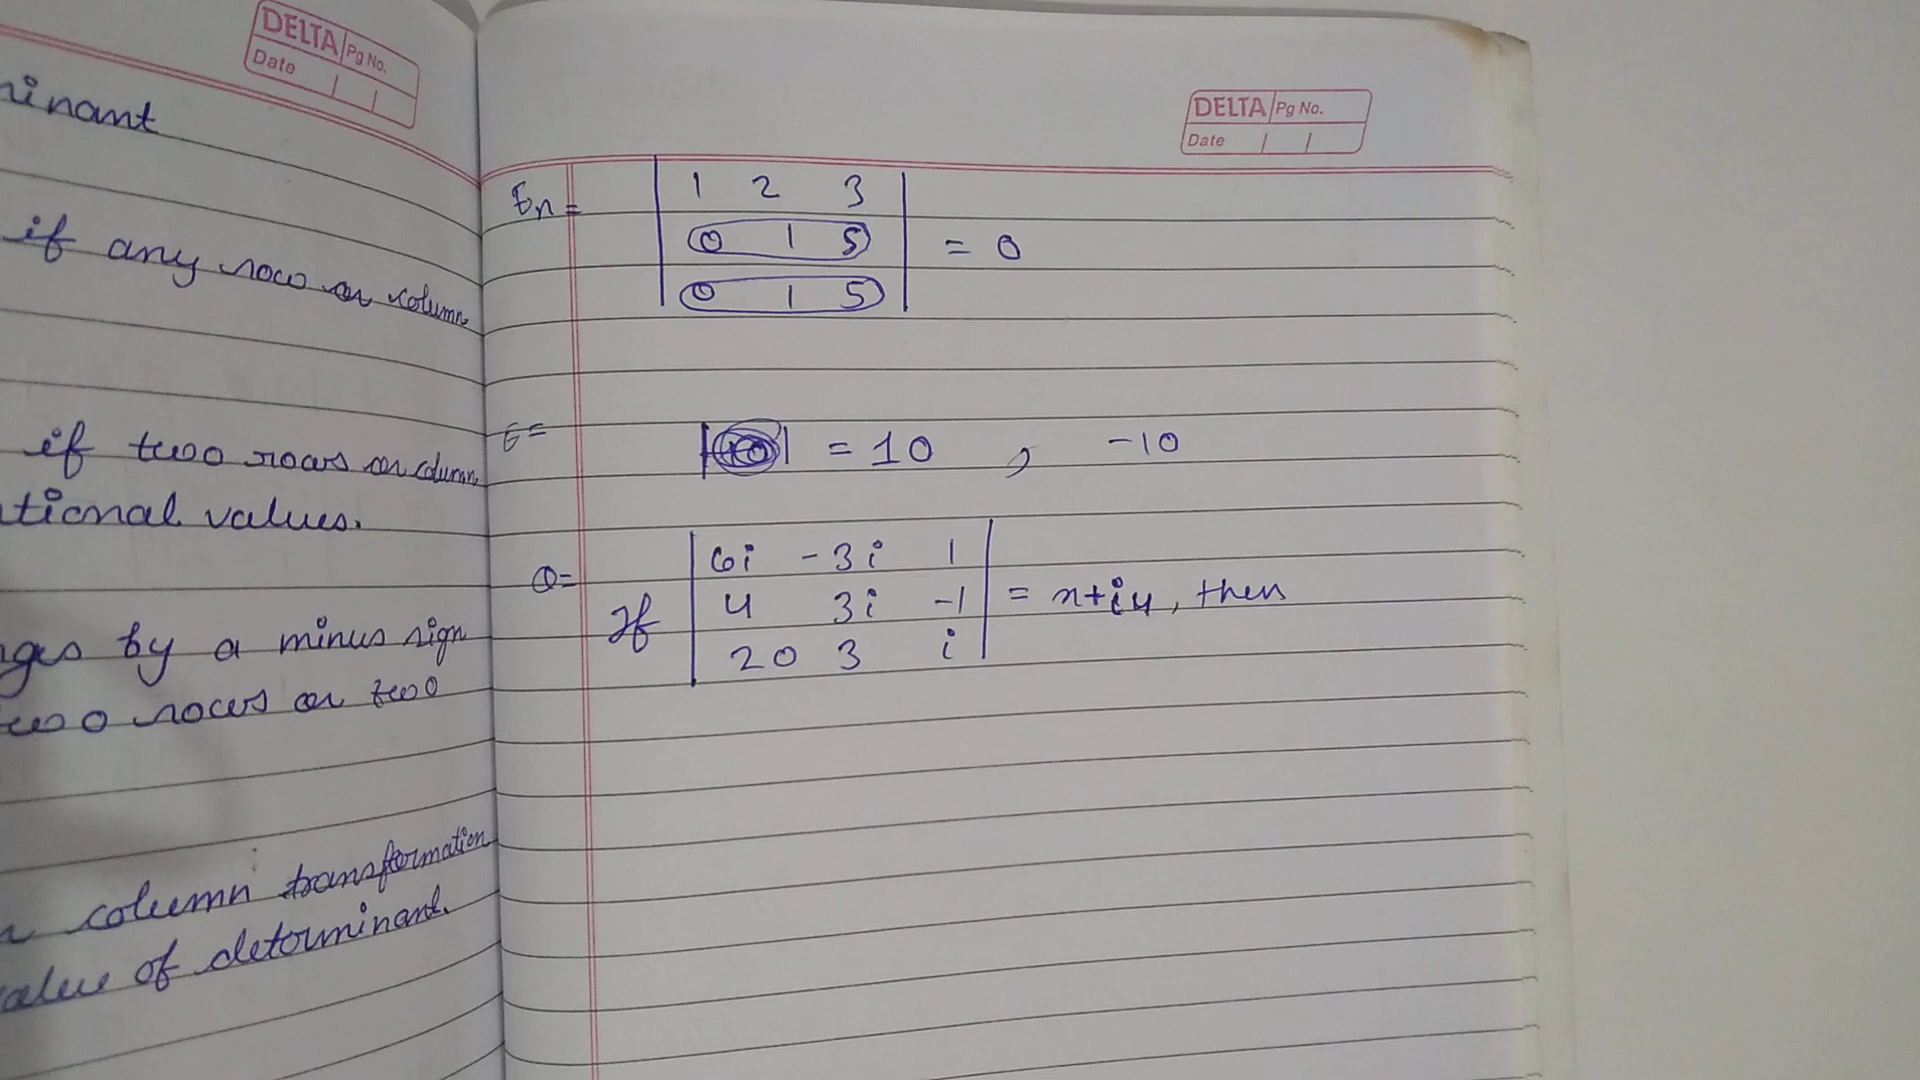 DELTA Pg No.
Date
inant
if any row or column
if two rows or column
tional values.
ges by a minus sign
two rows or two
column transformation
alue of determinant.
DELTA Pg No.
Date
En = | 1 2 3 |
| 0 1 5 | = 0
| 0 1 5 |
E = = 10 , -10
Q = If | 6i -3i 1 |
| 4 3i -1 | = x+iy, then
| 20 3 i |